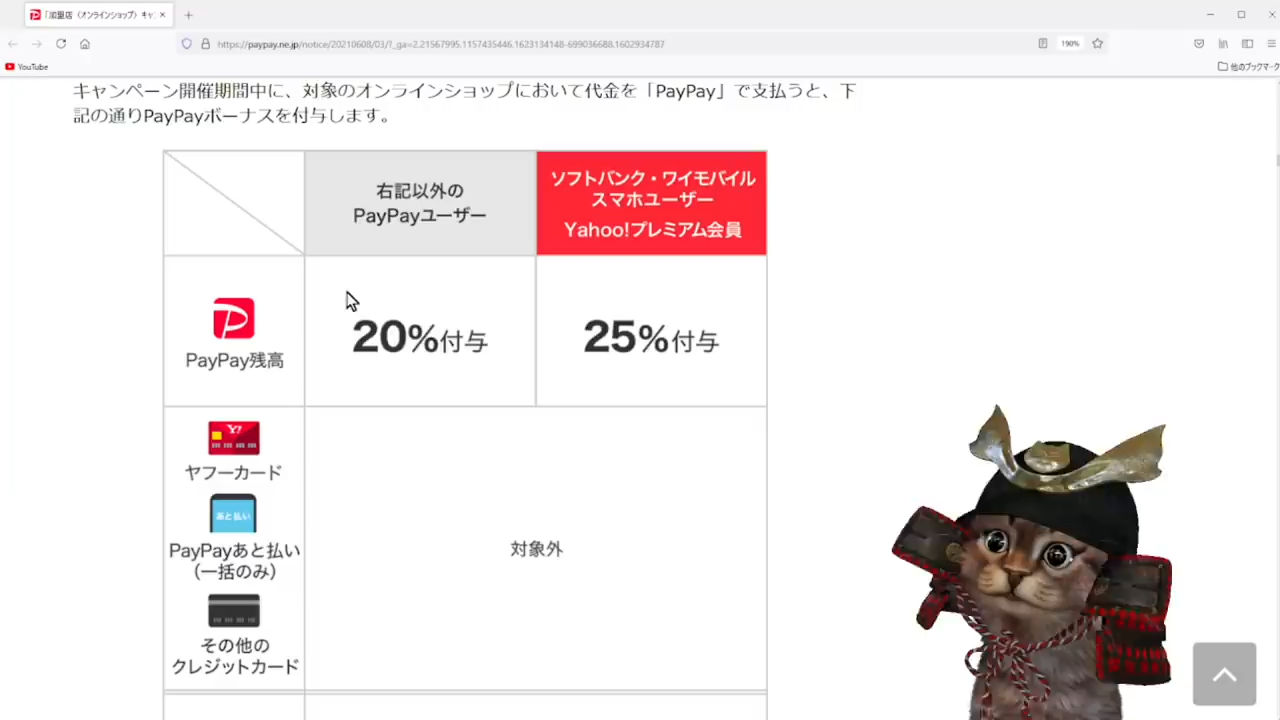 「加盟店（オンラインショップ）キャ
https://paypay.ne.jp/notice/20210608/03/?_ga=2.21567995.1157435446.1623134148-699036688.1602934787
190%
YouTube
他のブックマーク
キャンペーン開催期間中に、対象のオンラインショップにおいて代金を「PayPay」で支払うと、下
記の通りPayPayボーナスを付与します。
右記以外の
PayPayユーザー
ソフトバンク・ワイモバイル
スマホユーザー
Yahoo!プレミアム会員
PayPay残高
20%付与
25%付与
Y?
ヤフーカード
あと払い
PayPayあと払い
（一括のみ）
その他の
クレジットカード
対象外